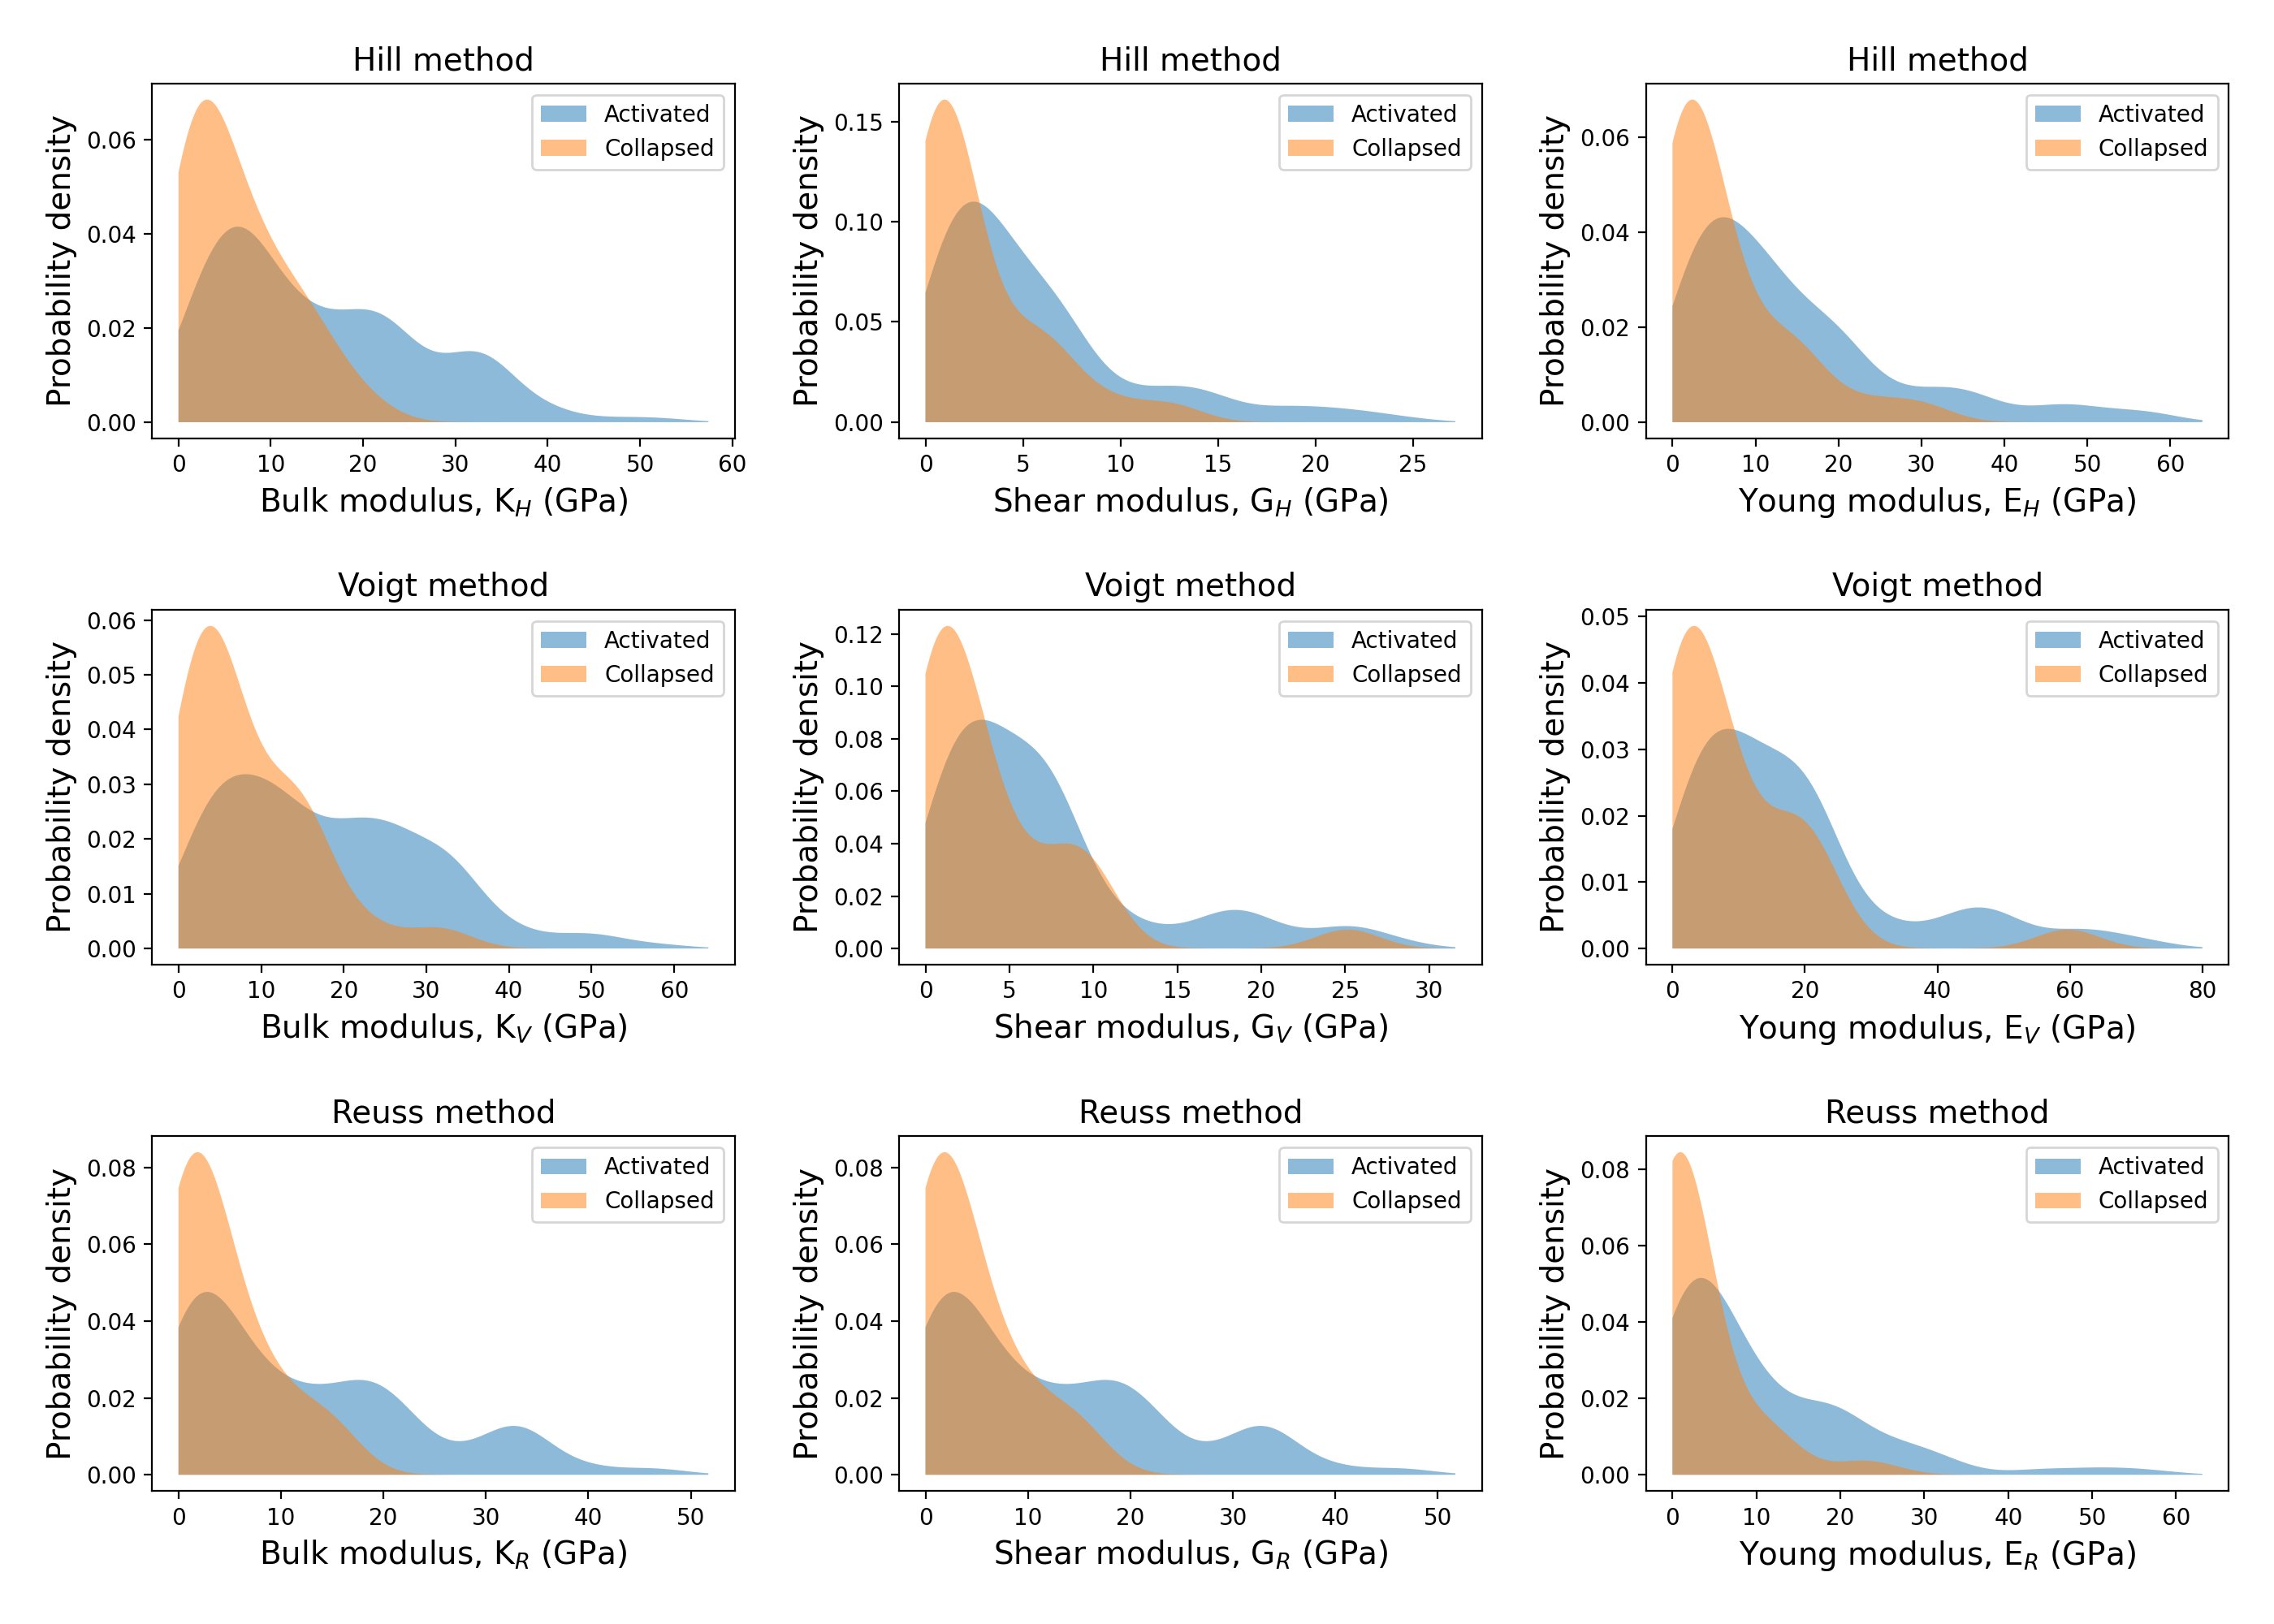 Hill method
Probability density
0.06
0.04
0.02
0.00
Activated
Collapsed
0 10 20 30 40 50 60
Bulk modulus, K_H (GPa)
Hill method
Probability density
0.15
0.10
0.05
0.00
Activated
Collapsed
0 5 10 15 20 25
Shear modulus, G_H (GPa)
Hill method
Probability density
0.06
0.04
0.02
0.00
Activated
Collapsed
0 10 20 30 40 50 60
Young modulus, E_H (GPa)
Voigt method
Probability density
0.06
0.05
0.04
0.03
0.02
0.01
0.00
Activated
Collapsed
0 10 20 30 40 50 60
Bulk modulus, K_V (GPa)
Voigt method
Probability density
0.12
0.10
0.08
0.06
0.04
0.02
0.00
Activated
Collapsed
0 5 10 15 20 25 30
Shear modulus, G_V (GPa)
Voigt method
Probability density
0.05
0.04
0.03
0.02
0.01
0.00
Activated
Collapsed
0 20 40 60 80
Young modulus, E_V (GPa)
Reuss method
Probability density
0.08
0.06
0.04
0.02
0.00
Activated
Collapsed
0 10 20 30 40 50
Bulk modulus, K_R (GPa)
Reuss method
Probability density
0.08
0.06
0.04
0.02
0.00
Activated
Collapsed
0 10 20 30 40 50
Shear modulus, G_R (GPa)
Reuss method
Probability density
0.08
0.06
0.04
0.02
0.00
Activated
Collapsed
0 10 20 30 40 50 60
Young modulus, E_R (GPa)